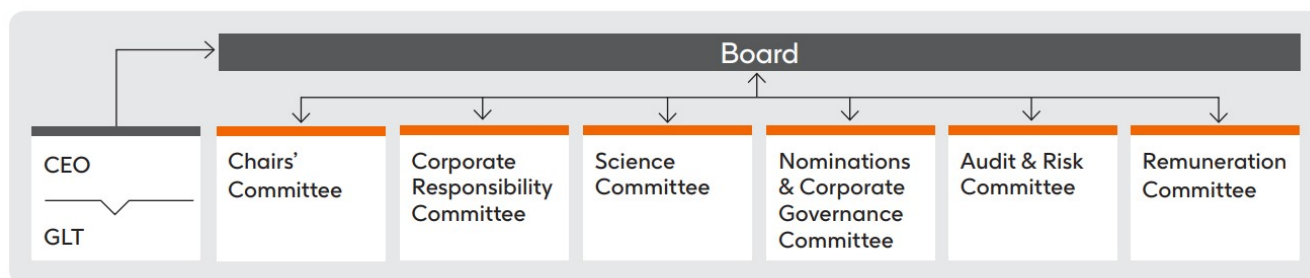 Board
CEO
GLT
Chairs’
Committee
Corporate
Responsibility
Committee
Science
Committee
Nominations
& Corporate
Governance
Committee
Audit & Risk
Committee
Remuneration
Committee